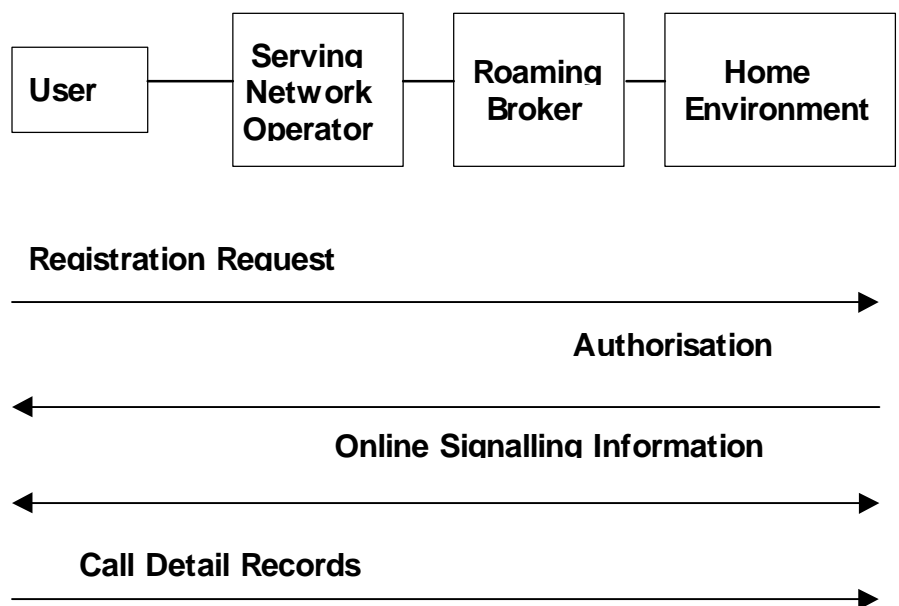 User
Serving
Network
Operator
Roaming
Broker
Home
Environment
Registration Request
Authorisation
Online Signalling Information
Call Detail Records